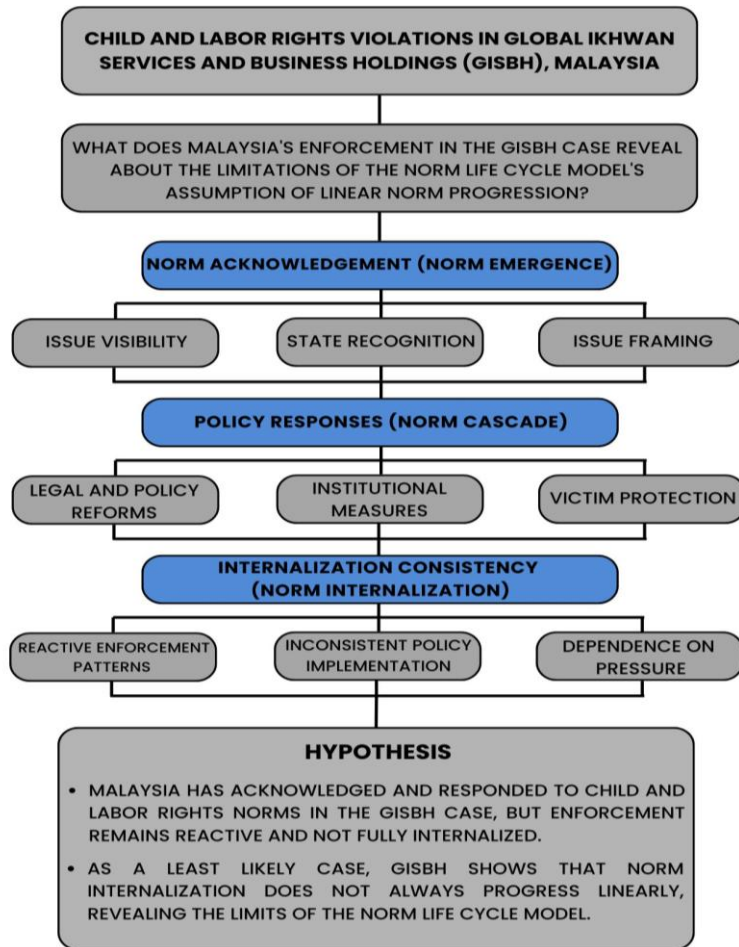 CHILD AND LABOR RIGHTS VIOLATIONS IN GLOBAL IKHWAN
SERVICES AND BUSINESS HOLDINGS (GISBH), MALAYSIA
WHAT DOES MALAYSIA'S ENFORCEMENT IN THE GISBH CASE REVEAL
ABOUT THE LIMITATIONS OF THE NORM LIFE CYCLE MODEL'S
ASSUMPTION OF LINEAR NORM PROGRESSION?
NORM ACKNOWLEDGEMENT (NORM EMERGENCE)
ISSUE VISIBILITY
STATE RECOGNITION
ISSUE FRAMING
POLICY RESPONSES (NORM CASCADE)
LEGAL AND POLICY
REFORMS
INSTITUTIONAL
MEASURES
VICTIM PROTECTION
INTERNALIZATION CONSISTENCY
(NORM INTERNALIZATION)
REACTIVE ENFORCEMENT
PATTERNS
INCONSISTENT POLICY
IMPLEMENTATION
DEPENDENCE ON
PRESSURE
HYPOTHESIS
• MALAYSIA HAS ACKNOWLEDGED AND RESPONDED TO CHILD AND
LABOR RIGHTS NORMS IN THE GISBH CASE, BUT ENFORCEMENT
REMAINS REACTIVE AND NOT FULLY INTERNALIZED.
• AS A LEAST LIKELY CASE, GISBH SHOWS THAT NORM
INTERNALIZATION DOES NOT ALWAYS PROGRESS LINEARLY,
REVEALING THE LIMITS OF THE NORM LIFE CYCLE MODEL.